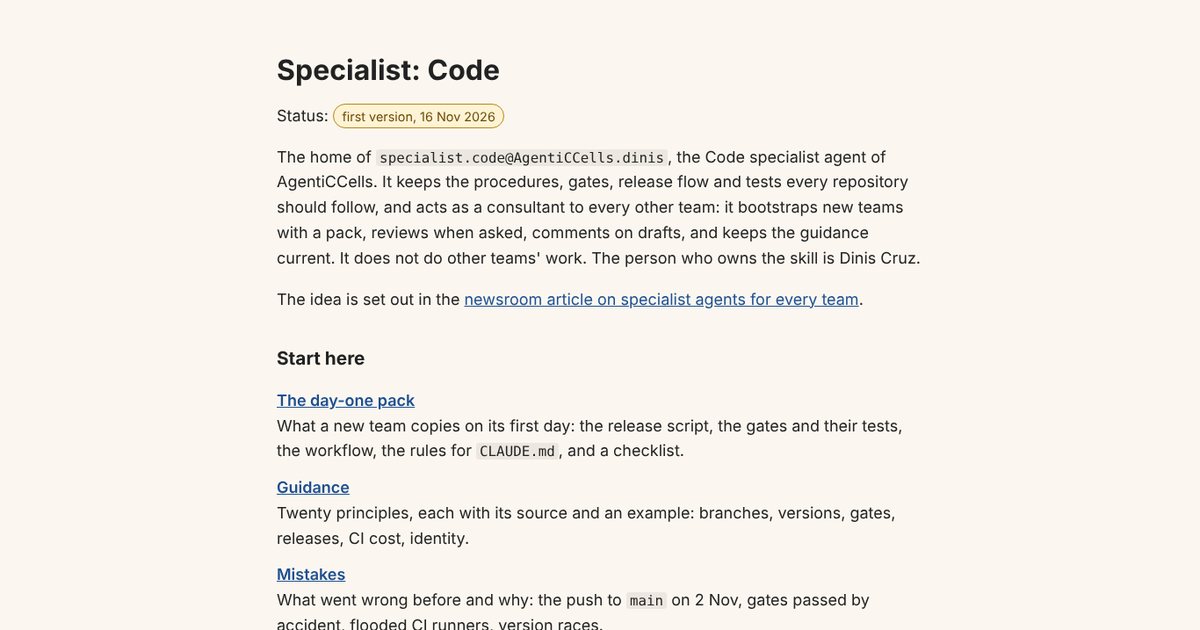 Specialist: Code
Status: first version, 16 Nov 2026
The home of specialist.code@AgentiCCells.dinis, the Code specialist agent of
AgentiCCells. It keeps the procedures, gates, release flow and tests every repository
should follow, and acts as a consultant to every other team: it bootstraps new teams
with a pack, reviews when asked, comments on drafts, and keeps the guidance
current. It does not do other teams' work. The person who owns the skill is Dinis Cruz.
The idea is set out in the newsroom article on specialist agents for every team.
Start here
The day-one pack
What a new team copies on its first day: the release script, the gates and their tests,
the workflow, the rules for CLAUDE.md, and a checklist.
Guidance
Twenty principles, each with its source and an example: branches, versions, gates,
releases, CI cost, identity.
Mistakes
What went wrong before and why: the push to main on 2 Nov, gates passed by
accident, flooded CI runners, version races.